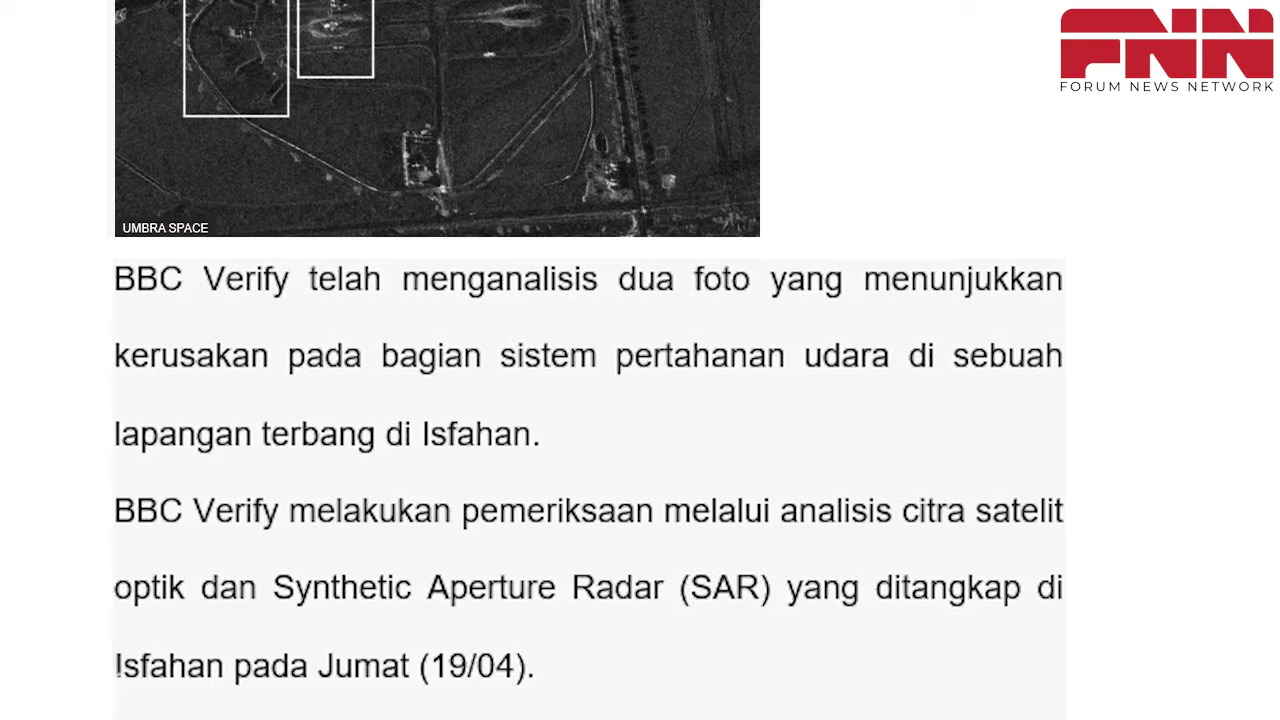 FNN
FORUM NEWS NETWORK
UMBRA SPACE
BBC Verify telah menganalisis dua foto yang menunjukkan
kerusakan pada bagian sistem pertahanan udara di sebuah
lapangan terbang di Isfahan.
BBC Verify melakukan pemeriksaan melalui analisis citra satelit
optik dan Synthetic Aperture Radar (SAR) yang ditangkap di
Isfahan pada Jumat (19/04).